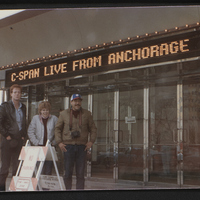 C-SPAN LIVE FROM ANCHORAGE